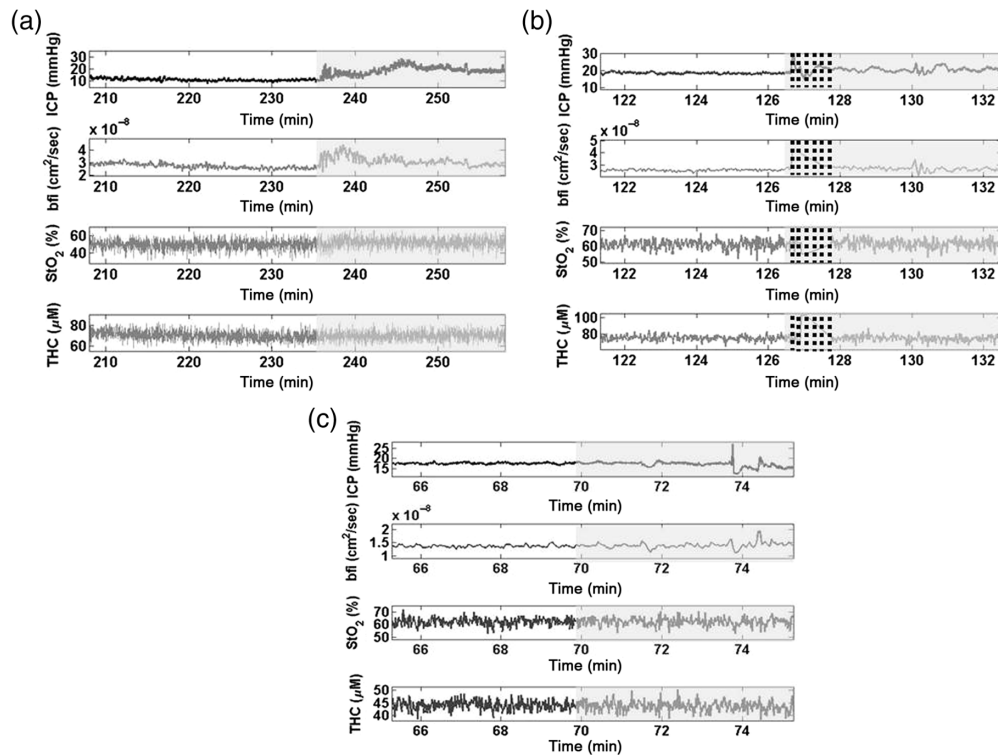 (a)
ICP (mmHg)
30
20
10
210 220 230 240 250
Time (min)
x 10⁻⁸
bfi (cm²/sec)
4
3
2
210 220 230 240 250
Time (min)
StO₂ (%)
60
40
210 220 230 240 250
Time (min)
THC (μM)
80
60
210 220 230 240 250
Time (min)
(b)
ICP (mmHg)
30
20
10
122 124 126 128 130 132
Time (min)
x 10⁻⁸
bfi (cm²/sec)
5
3
122 124 126 128 130 132
Time (min)
StO₂ (%)
70
60
50
122 124 126 128 130 132
Time (min)
THC (μM)
100
80
122 124 126 128 130 132
Time (min)
(c)
ICP (mmHg)
25
20
15
66 68 70 72 74
Time (min)
x 10⁻⁸
bfi (cm²/sec)
2
1.5
1
66 68 70 72 74
Time (min)
StO₂ (%)
70
60
50
66 68 70 72 74
Time (min)
THC (μM)
50
45
40
66 68 70 72 74
Time (min)